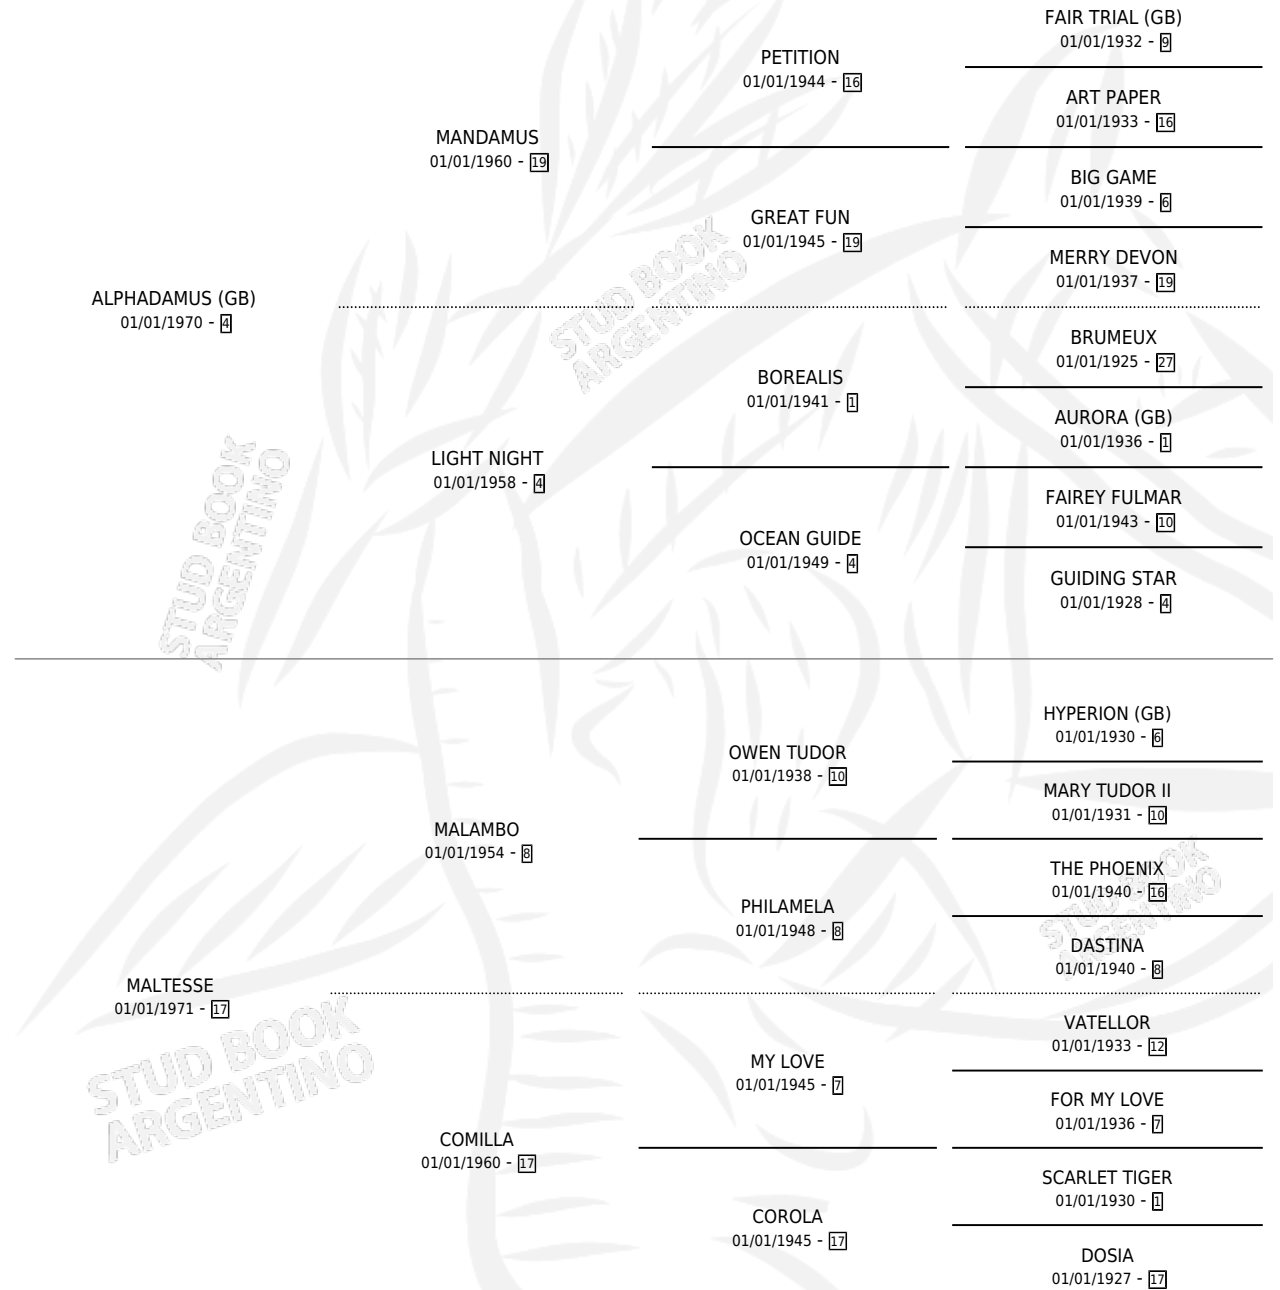 FAIR TRIAL (GB)
01/01/1932 - 9
PETITION
01/01/1944 - 16
ART PAPER
01/01/1933 - 16
MANDAMUS
01/01/1960 - 19
BIG GAME
01/01/1939 - 6
GREAT FUN
01/01/1945 - 19
MERRY DEVON
01/01/1937 - 19
ALPHADAMUS (GB)
01/01/1970 - 4
BRUMEUX
01/01/1925 - 27
BOREALIS
01/01/1941 - 1
AURORA (GB)
01/01/1936 - 1
LIGHT NIGHT
01/01/1958 - 4
FAIREY FULMAR
01/01/1943 - 10
OCEAN GUIDE
01/01/1949 - 4
GUIDING STAR
01/01/1928 - 4
STUD BOOK
ARGENTINO
STUD BOOK
ARGENTINO
HYPERION (GB)
01/01/1930 - 6
OWEN TUDOR
01/01/1938 - 10
MARY TUDOR II
01/01/1931 - 10
MALAMBO
01/01/1954 - 8
THE PHOENIX
01/01/1940 - 16
PHILAMELA
01/01/1948 - 8
DASTINA
01/01/1940 - 8
MALTESSE
01/01/1971 - 17
VATELLOR
01/01/1933 - 12
MY LOVE
01/01/1945 - 7
FOR MY LOVE
01/01/1936 - 7
COMILLA
01/01/1960 - 17
SCARLET TIGER
01/01/1930 - 1
COROLA
01/01/1945 - 17
DOSIA
01/01/1927 - 17
STUD BOOK
ARGENTINO
STUD BOOK
ARGENTINO